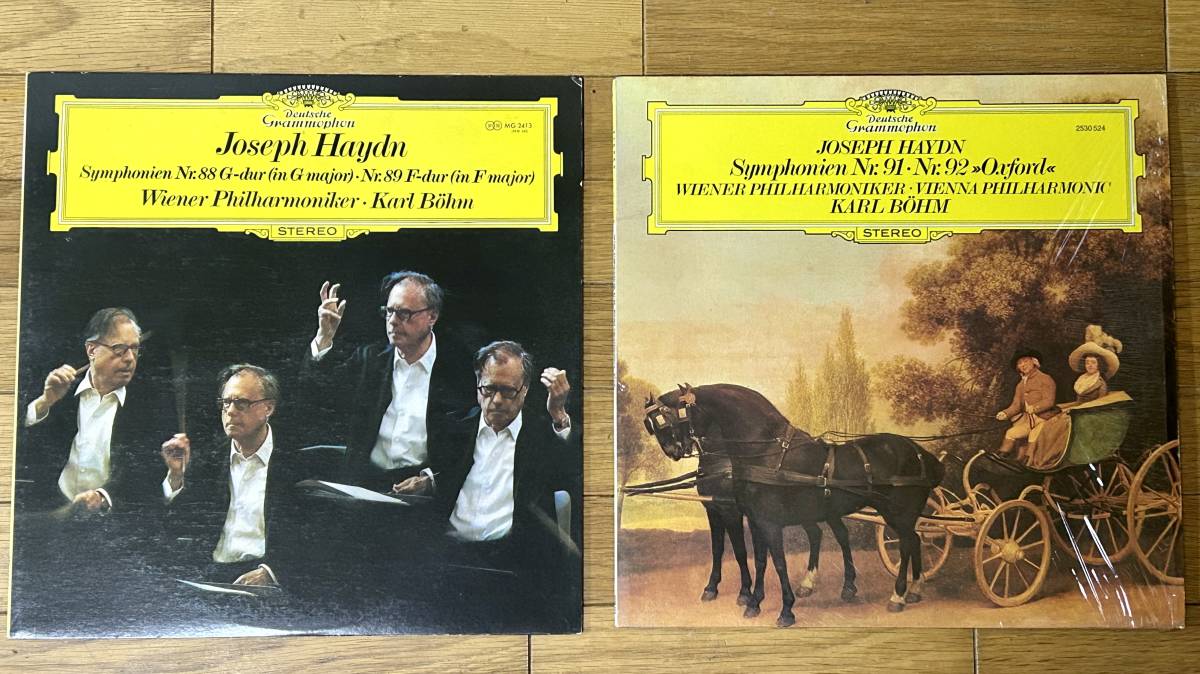 Deutsche
Grammophon
MG 2413
Joseph Haydn
Symphonien Nr. 88 G-dur (in G major) · Nr. 89 F-dur (in F major)
Wiener Philharmoniker · Karl Böhm
STEREO
Deutsche
Grammophon
2530 524
JOSEPH HAYDN
Symphonien Nr. 91 · Nr. 92 »Oxford«
WIENER PHILHARMONIKER · VIENNA PHILHARMONIC
KARL BÖHM
STEREO